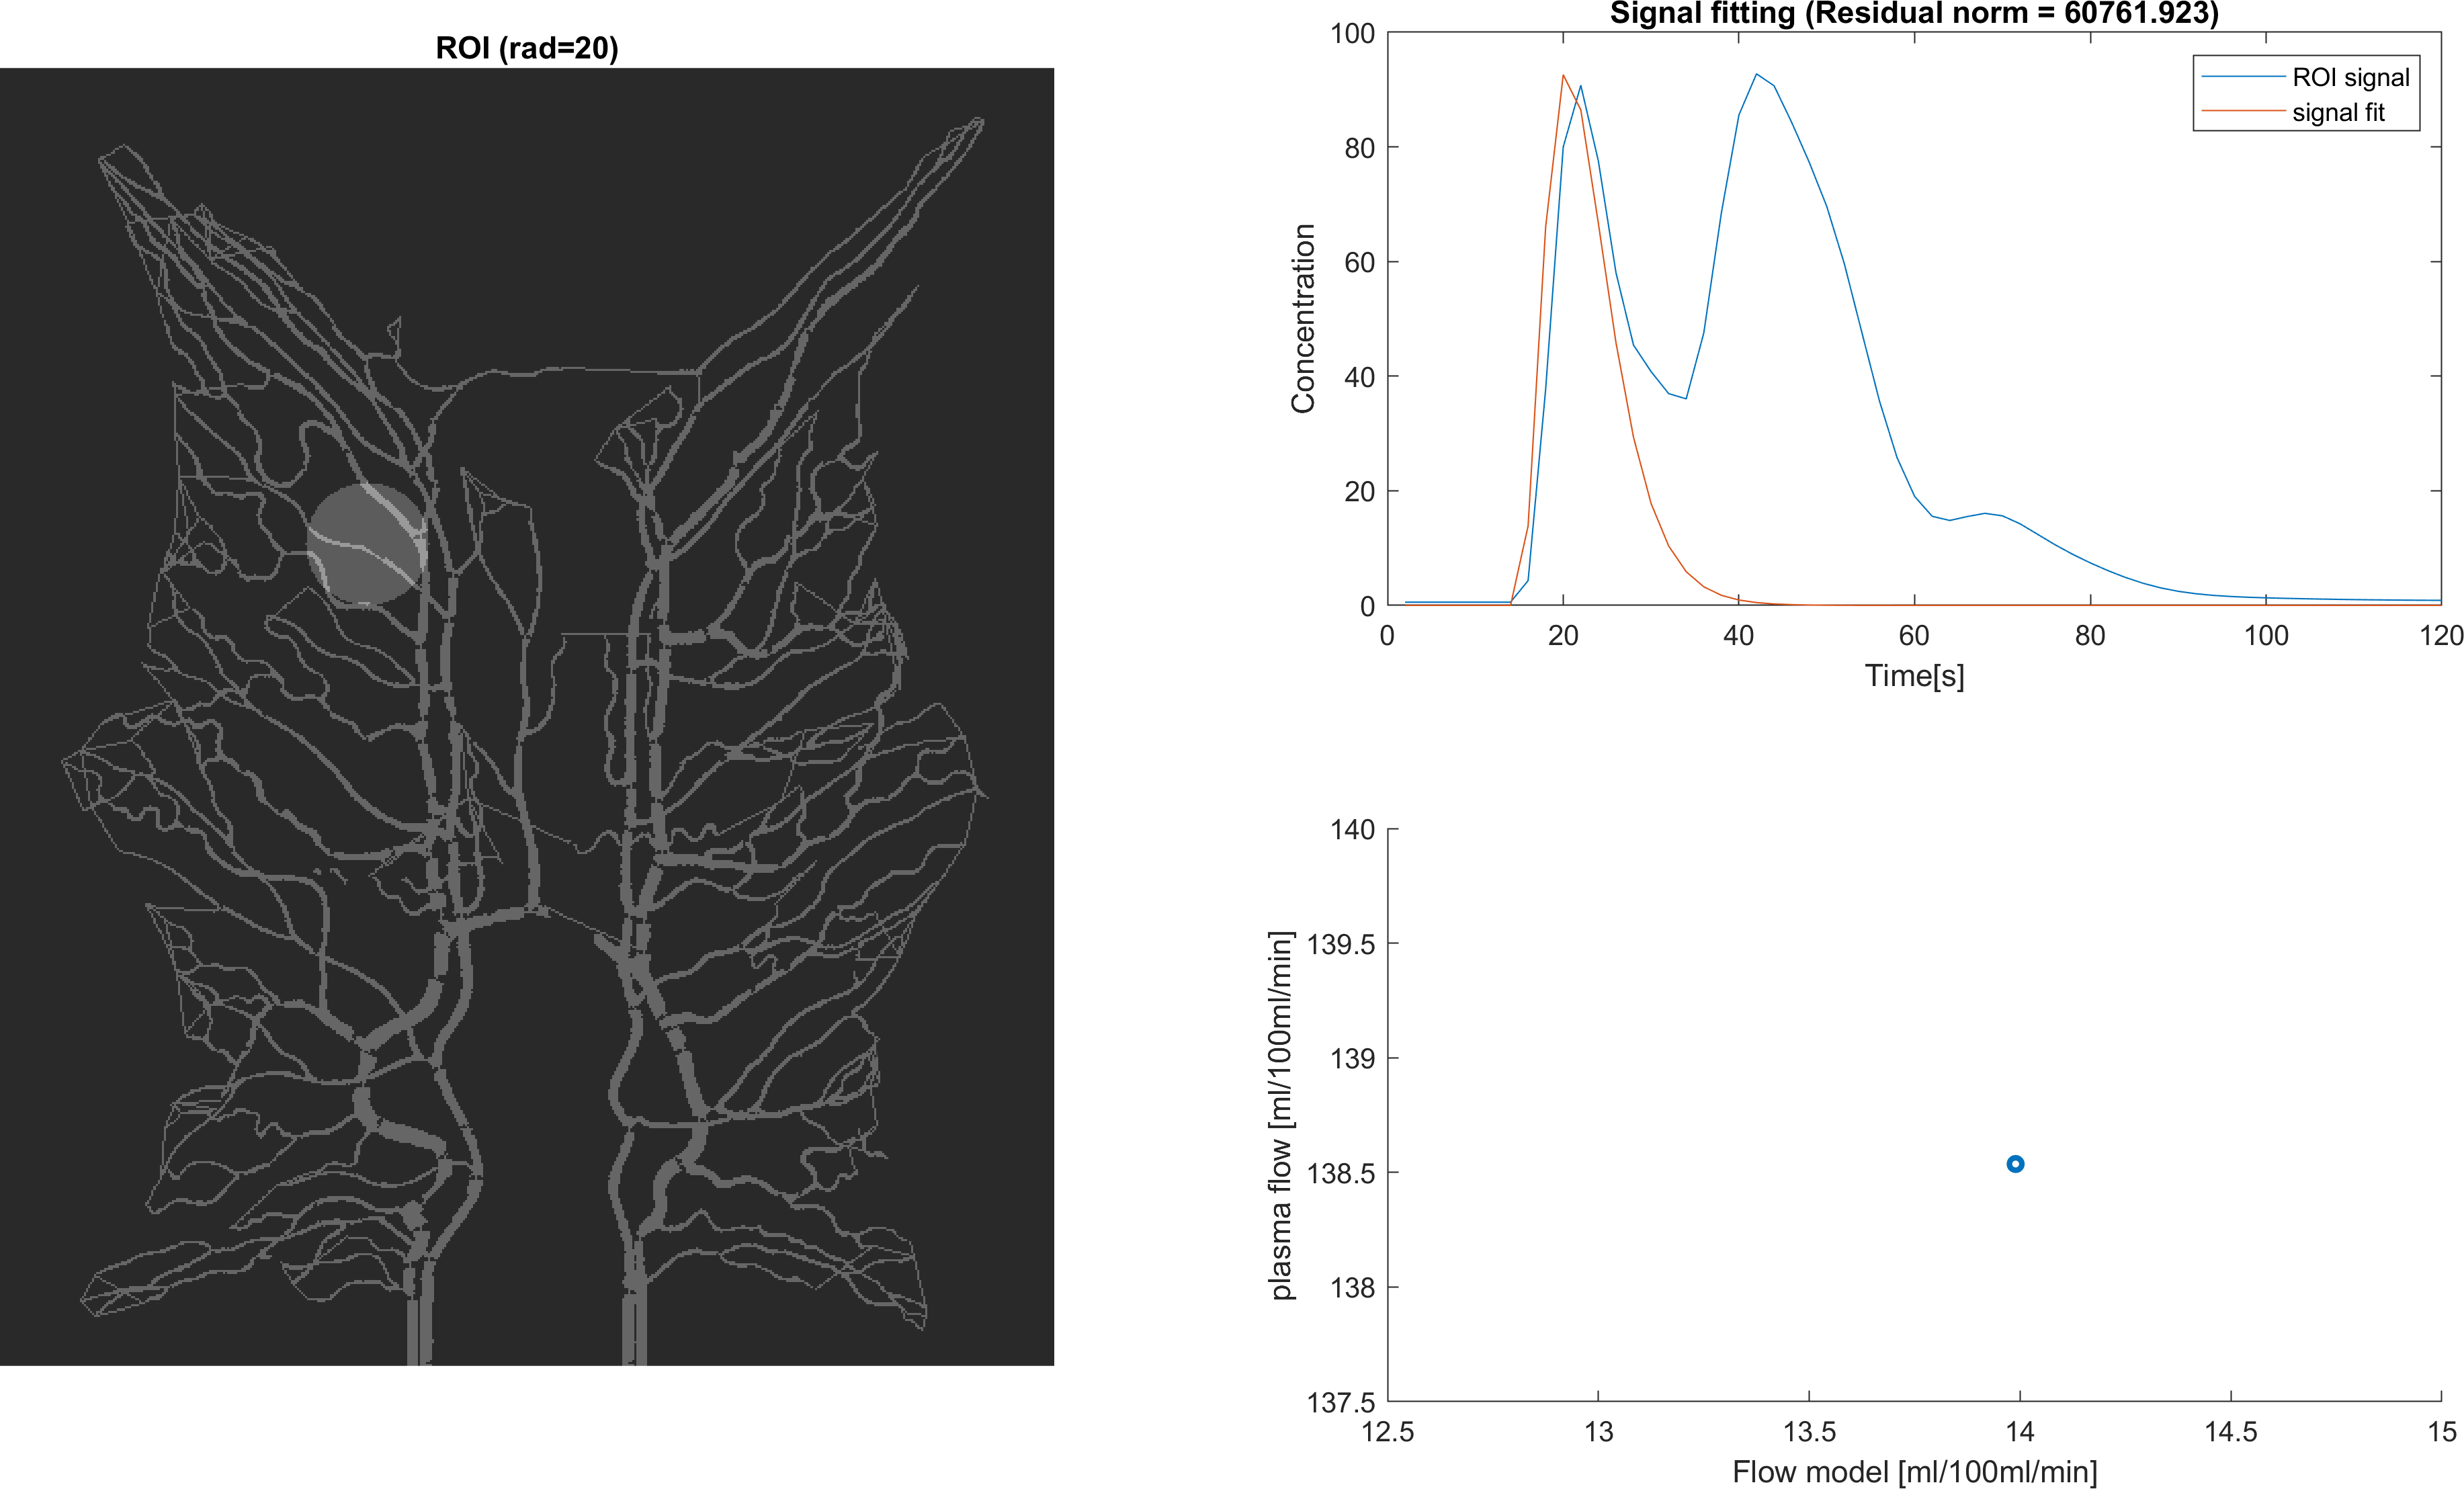 ROI (rad=20)
Signal fitting (Residual norm = 60761.923)
100
80
60
40
20
0
Concentration
ROI signal
signal fit
0 20 40 60 80 100 120
Time[s]
140
139.5
139
138.5
138
137.5
plasma flow [ml/100ml/min]
12.5 13 13.5 14 14.5 15
Flow model [ml/100ml/min]